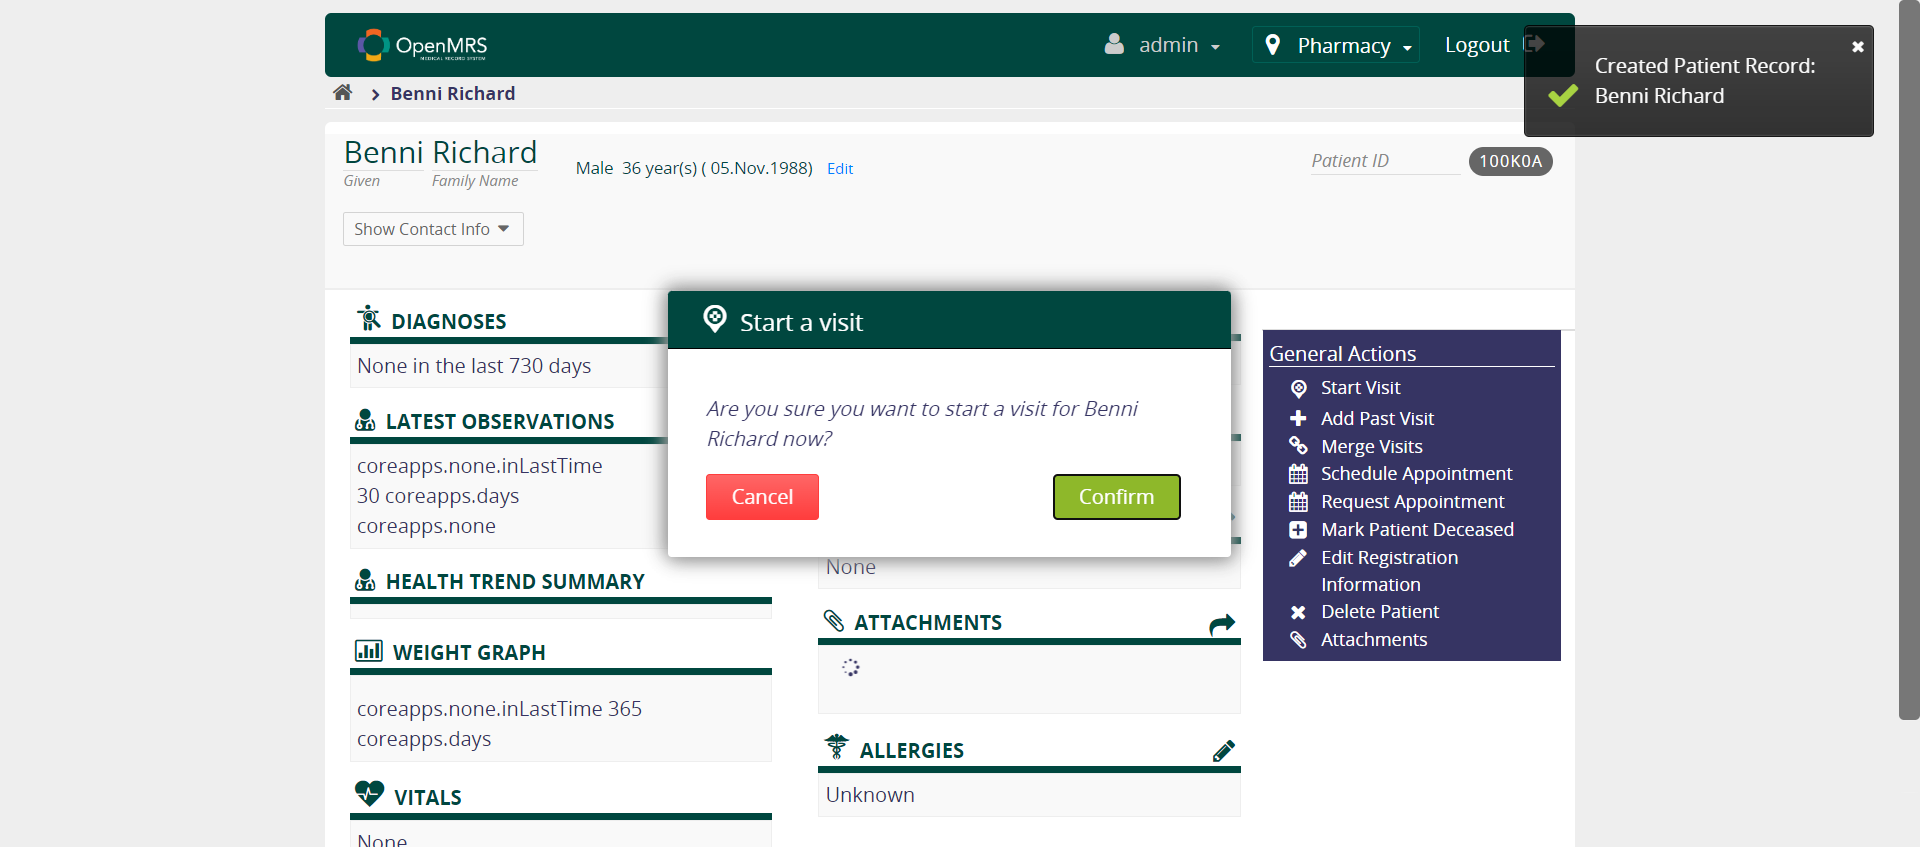 OpenMRS
MEDICAL RECORD SYSTEM
admin
Pharmacy
Logout
Created Patient Record:
Benni Richard
Benni Richard
Benni Richard
Given
Family Name
Male 36 year(s) ( 05.Nov.1988) Edit
Patient ID
100K0A
Show Contact Info
DIAGNOSES
None in the last 730 days
LATEST OBSERVATIONS
coreapps.none.inLastTime
30 coreapps.days
coreapps.none
HEALTH TREND SUMMARY
WEIGHT GRAPH
coreapps.none.inLastTime 365
coreapps.days
VITALS
None
Start a visit
Are you sure you want to start a visit for Benni
Richard now?
Cancel
Confirm
None
ATTACHMENTS
ALLERGIES
Unknown
General Actions
Start Visit
Add Past Visit
Merge Visits
Schedule Appointment
Request Appointment
Mark Patient Deceased
Edit Registration
Information
Delete Patient
Attachments